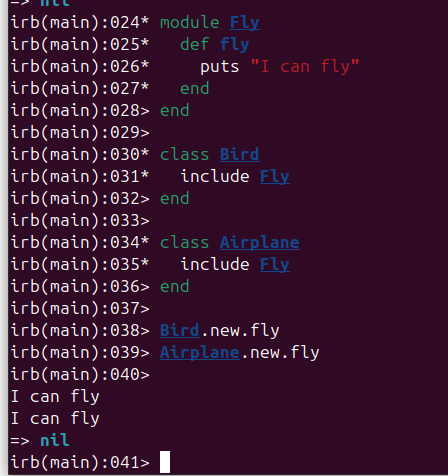 => nil
irb(main):024* module Fly
irb(main):025*   def fly
irb(main):026*     puts "I can fly"
irb(main):027*   end
irb(main):028> end
irb(main):029>
irb(main):030* class Bird
irb(main):031*   include Fly
irb(main):032> end
irb(main):033>
irb(main):034* class Airplane
irb(main):035*   include Fly
irb(main):036> end
irb(main):037>
irb(main):038> Bird.new.fly
irb(main):039> Airplane.new.fly
irb(main):040>
I can fly
I can fly
=> nil
irb(main):041>